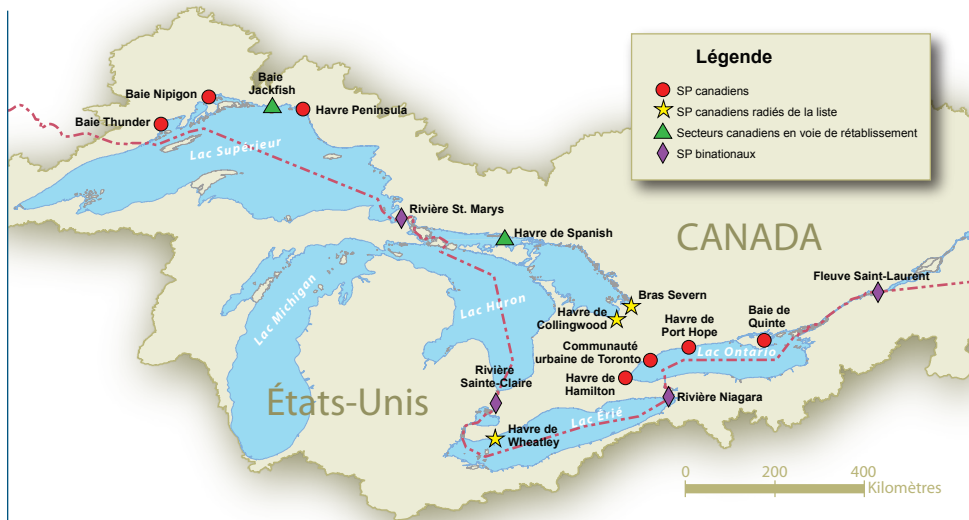 Légende
SP canadiens
SP canadiens radiés de la liste
Secteurs canadiens en voie de rétablissement
SP binationaux
Baie
Jackfish
Baie Nipigon
Havre Peninsula
Baie Thunder
Lac Supérieur
Rivière St. Marys
Havre de Spanish
CANADA
Fleuve Saint-Laurent
Lac Michigan
Lac Huron
Bras Severn
Havre de
Collingwood
Havre de
Port Hope
Baie de
Quinte
Communauté
urbaine de Toronto
Lac Ontario
Rivière
Sainte-Claire
Havre de
Hamilton
États-Unis
Rivière Niagara
Lac Érié
Havre de
Wheatley
0 200 400
Kilomètres